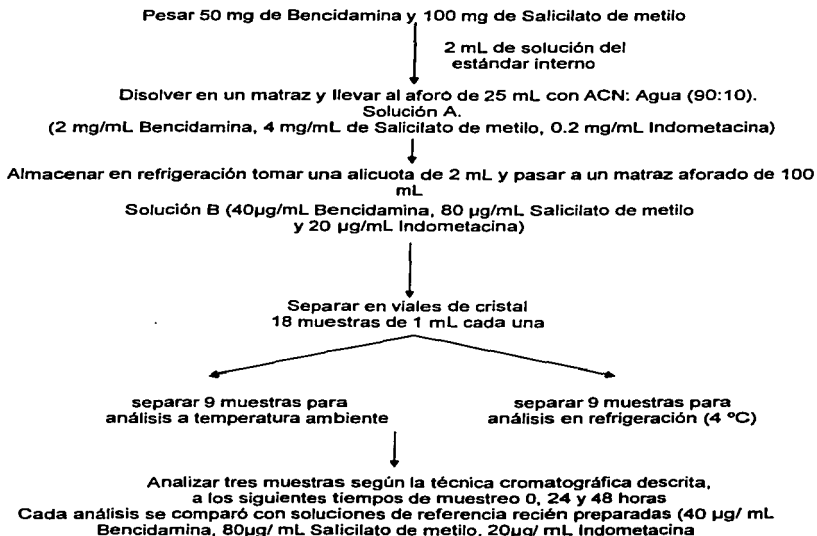 Pesar 50 mg de Bencidamina y 100 mg de Salicilato de metilo
2 mL de solución del
estándar interno
Disolver en un matraz y llevar al aforo de 25 mL con ACN: Agua (90:10).
Solución A.
(2 mg/mL Bencidamina, 4 mg/mL de Salicilato de metilo, 0.2 mg/mL Indometacina)
Almacenar en refrigeración tomar una alicuota de 2 mL y pasar a un matraz aforado de 100
mL
Solución B (40µg/mL Bencidamina, 80 µg/mL Salicilato de metilo
y 20 µg/mL Indometacina)
Separar en viales de cristal
18 muestras de 1 mL cada una
separar 9 muestras para
análisis a temperatura ambiente
separar 9 muestras para
análisis en refrigeración (4 ºC)
Analizar tres muestras según la técnica cromatográfica descrita,
a los siguientes tiempos de muestreo 0, 24 y 48 horas
Cada análisis se comparó con soluciones de referencia recién preparadas (40 µg/ mL
Bencidamina, 80µg/ mL Salicilato de metilo, 20µg/ mL Indometacina